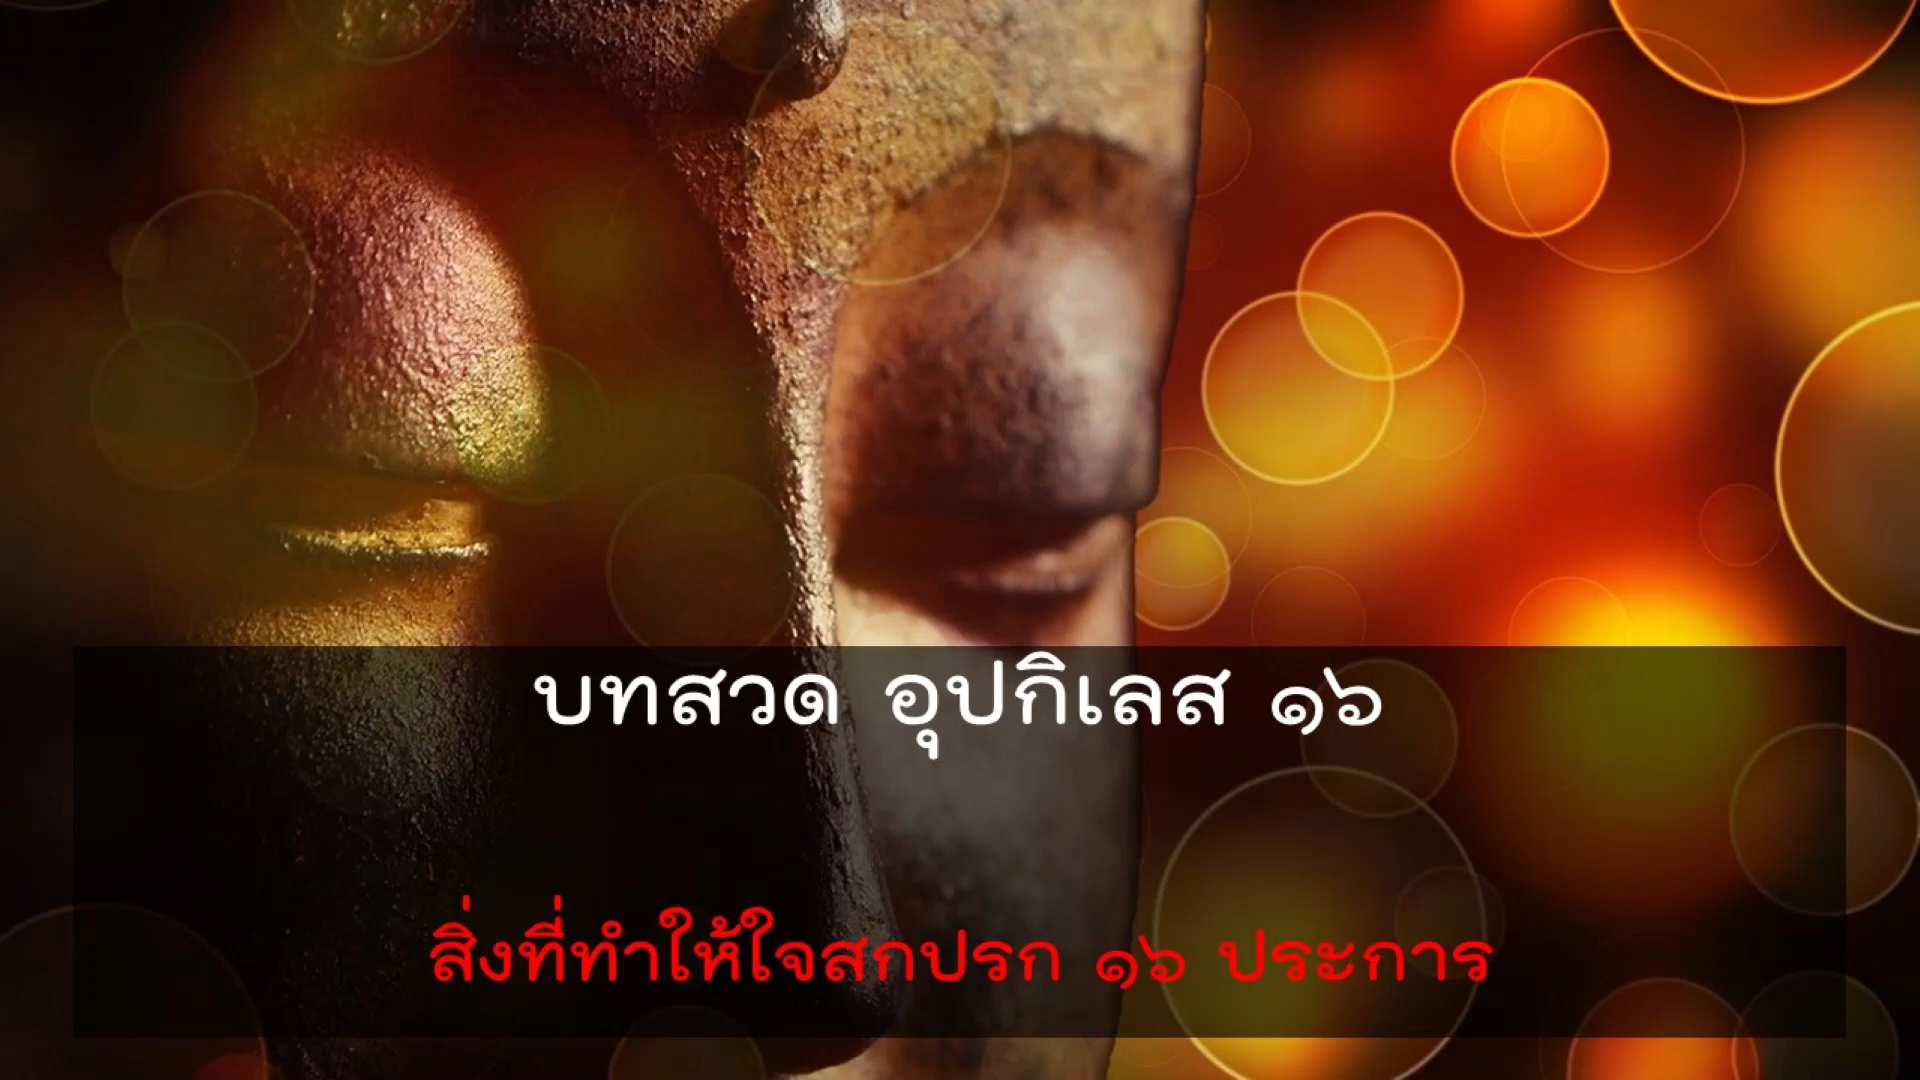 บทสวด อุปกิเลส ๑๖
สิ่งที่ทำให้ใจสกปรก ๑๖ ประการ